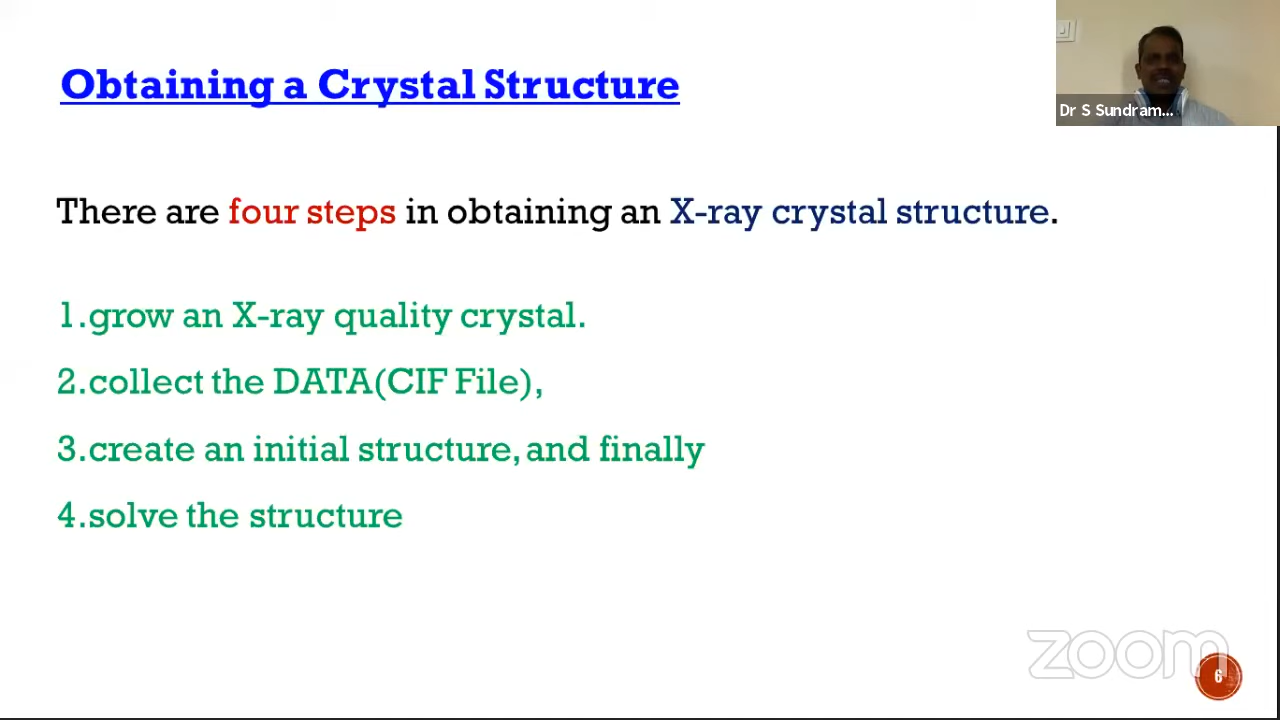 Obtaining a Crystal Structure
Dr S Sundram...
There are four steps in obtaining an X-ray crystal structure.
1.grow an X-ray quality crystal.
2.collect the DATA(CIF File),
3.create an initial structure, and finally
4.solve the structure
zoom
6